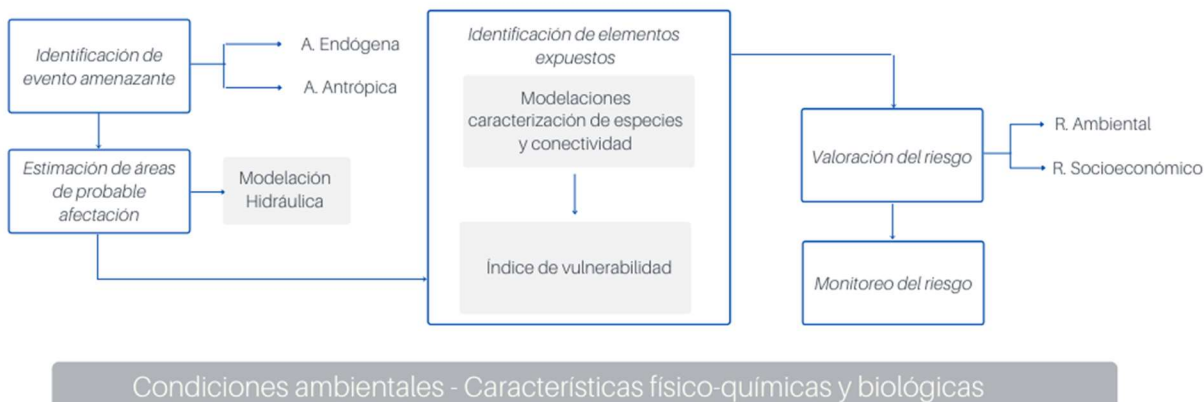 Identificación de
evento amenazante
A. Endógena
A. Antrópica
Estimación de áreas
de probable
afectación
Modelación
Hidráulica
Identificación de elementos
expuestos
Modelaciones
caracterización de especies
y conectividad
Índice de vulnerabilidad
Valoración del riesgo
R. Ambiental
R. Socioeconómico
Monitoreo del riesgo
Condiciones ambientales - Características físico-químicas y biológicas